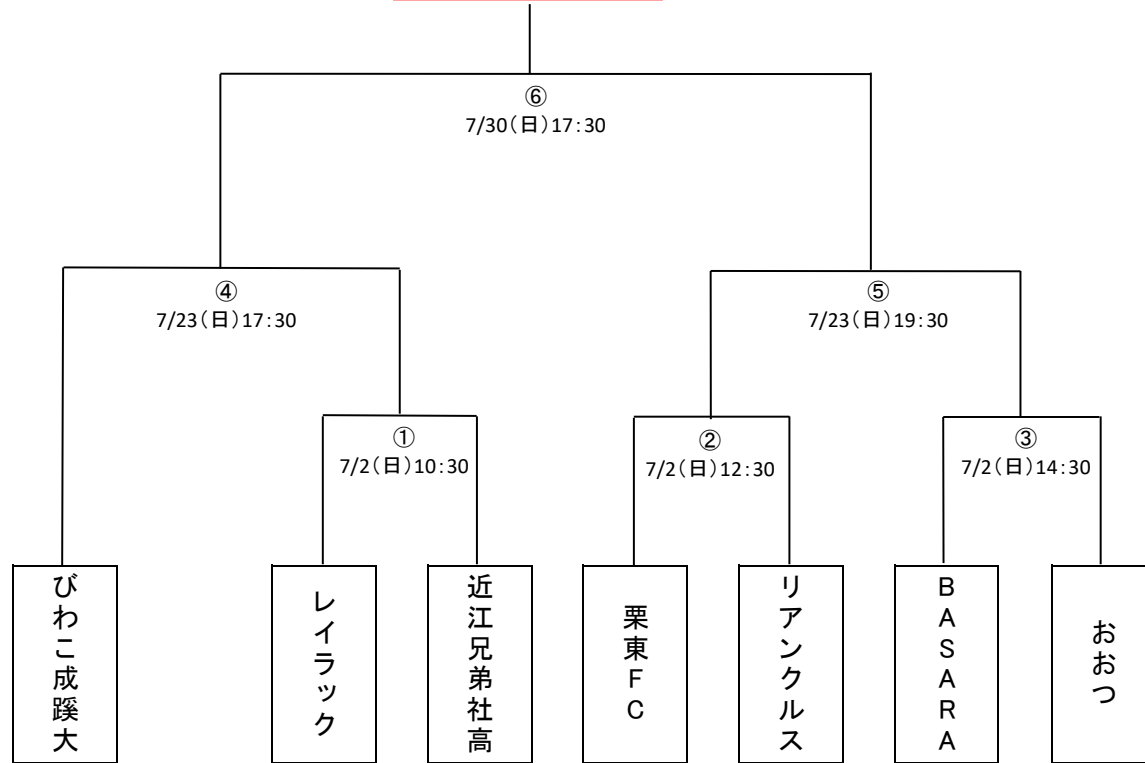 ⑥
7/30(日)17:30
④
7/23(日)17:30
⑤
7/23(日)19:30
①
7/2(日)10:30
②
7/2(日)12:30
③
7/2(日)14:30
びわこ成蹊大
レイラック
近江兄弟社高
栗東FC
リアンクルス
BASARA
おおつ